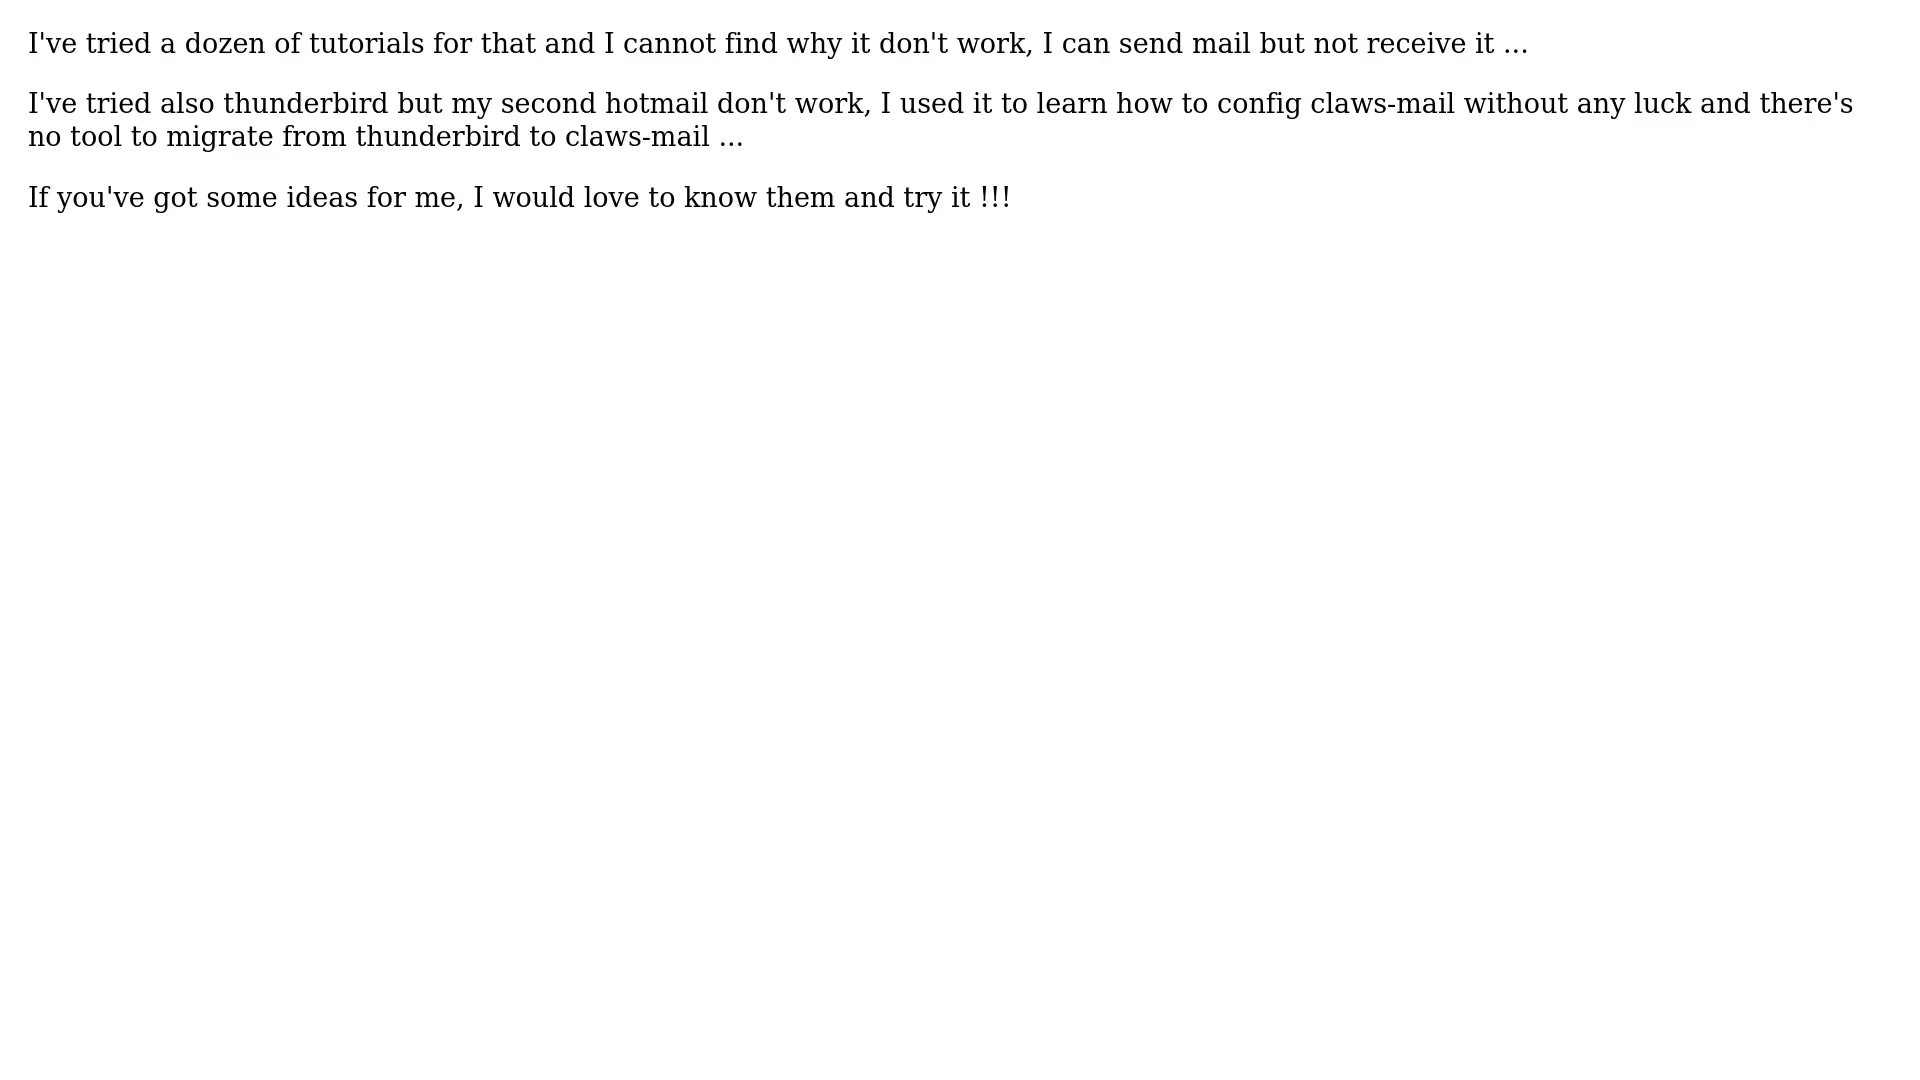 I've tried a dozen of tutorials for that and I cannot find why it don't work, I can send mail but not receive it ...
I've tried also thunderbird but my second hotmail don't work, I used it to learn how to config claws-mail without any luck and there's
no tool to migrate from thunderbird to claws-mail ...
If you've got some ideas for me, I would love to know them and try it !!!